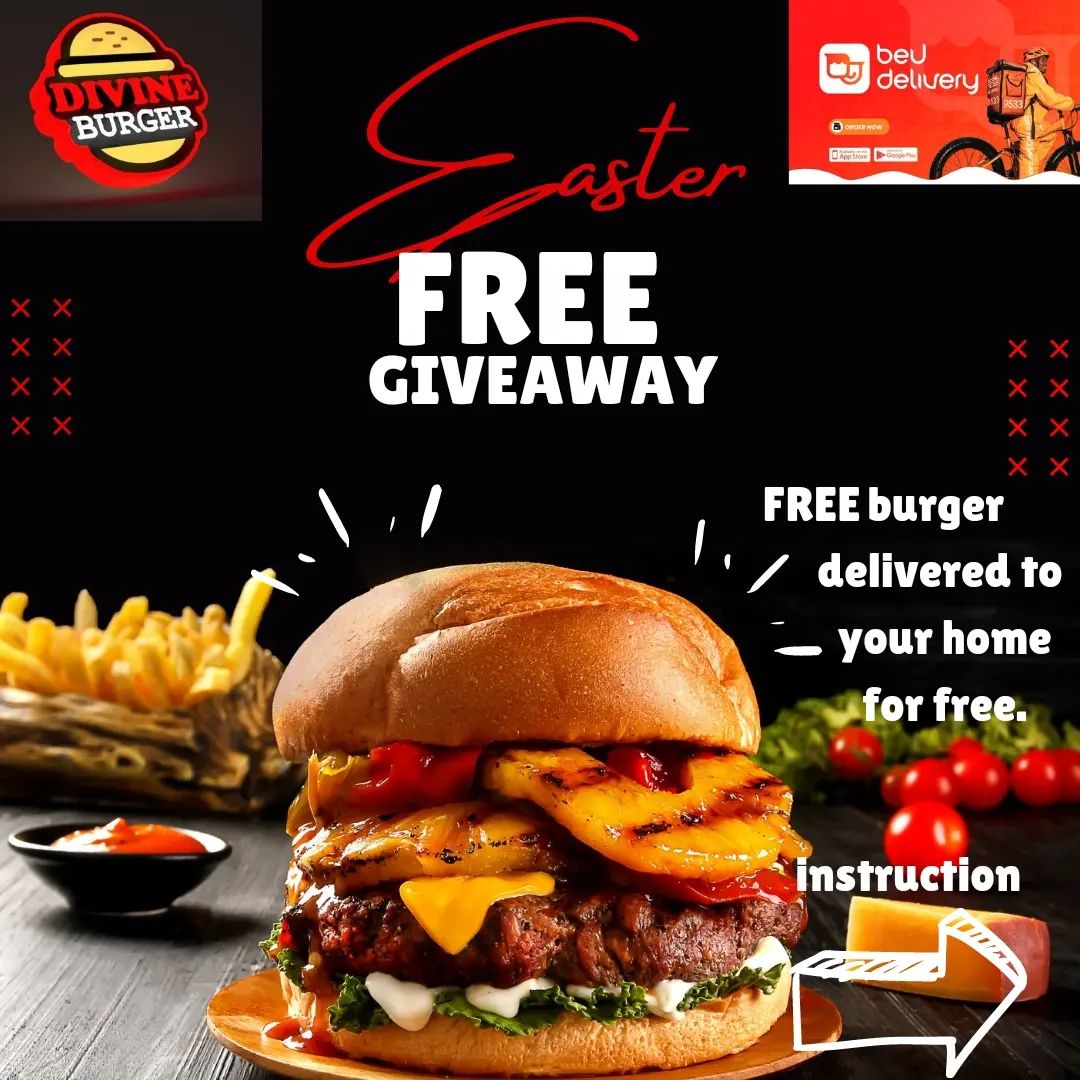 DIVINE
BURGER
beU
delivery
ORDER NOW
App Store
Google Play
9533
Easter
FREE
GIVEAWAY
FREE burger
delivered to
your home
for free.
instruction